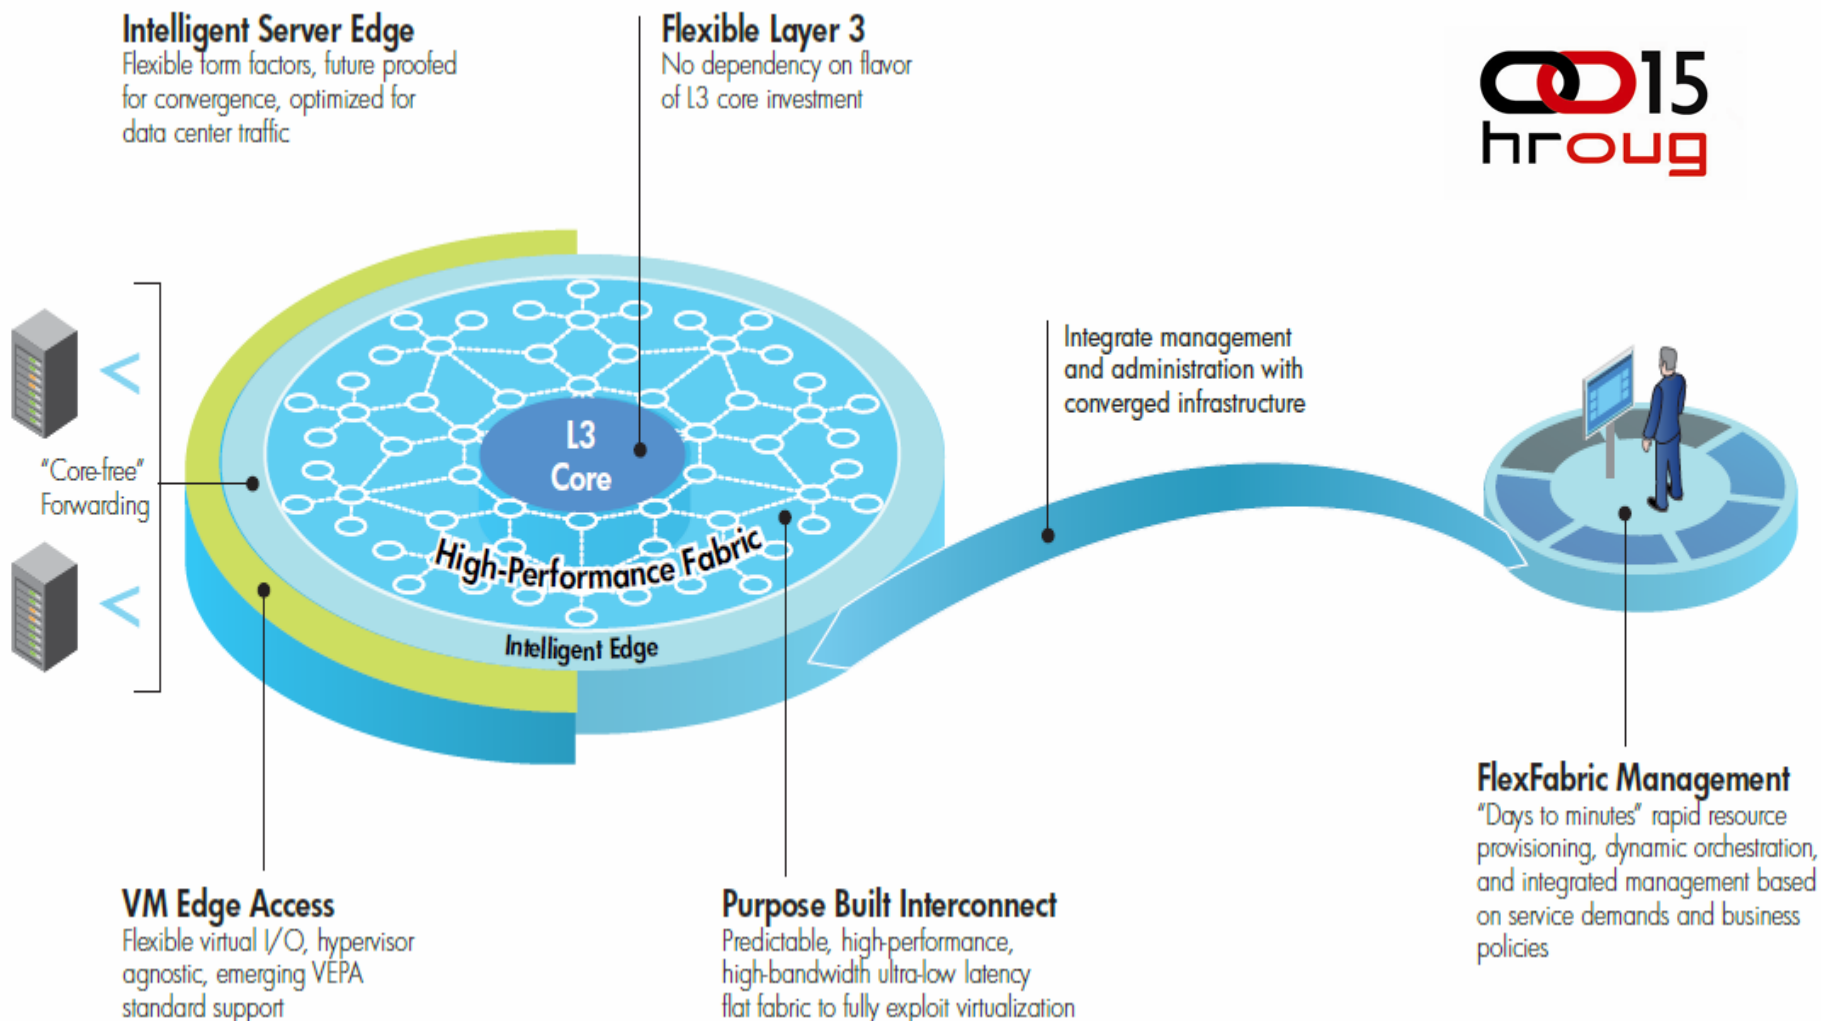 Intelligent Server Edge
Flexible form factors, future proofed
for convergence, optimized for
data center traffic
Flexible Layer 3
No dependency on flavor
of L3 core investment
15
hroug
"Core-free"
Forwarding
L3
Core
High-Performance Fabric
Intelligent Edge
Integrate management
and administration with
converged infrastructure
VM Edge Access
Flexible virtual I/O, hypervisor
agnostic, emerging VEPA
standard support
Purpose Built Interconnect
Predictable, high-performance,
high-bandwidth ultra-low latency
flat fabric to fully exploit virtualization
FlexFabric Management
"Days to minutes" rapid resource
provisioning, dynamic orchestration,
and integrated management based
on service demands and business
policies